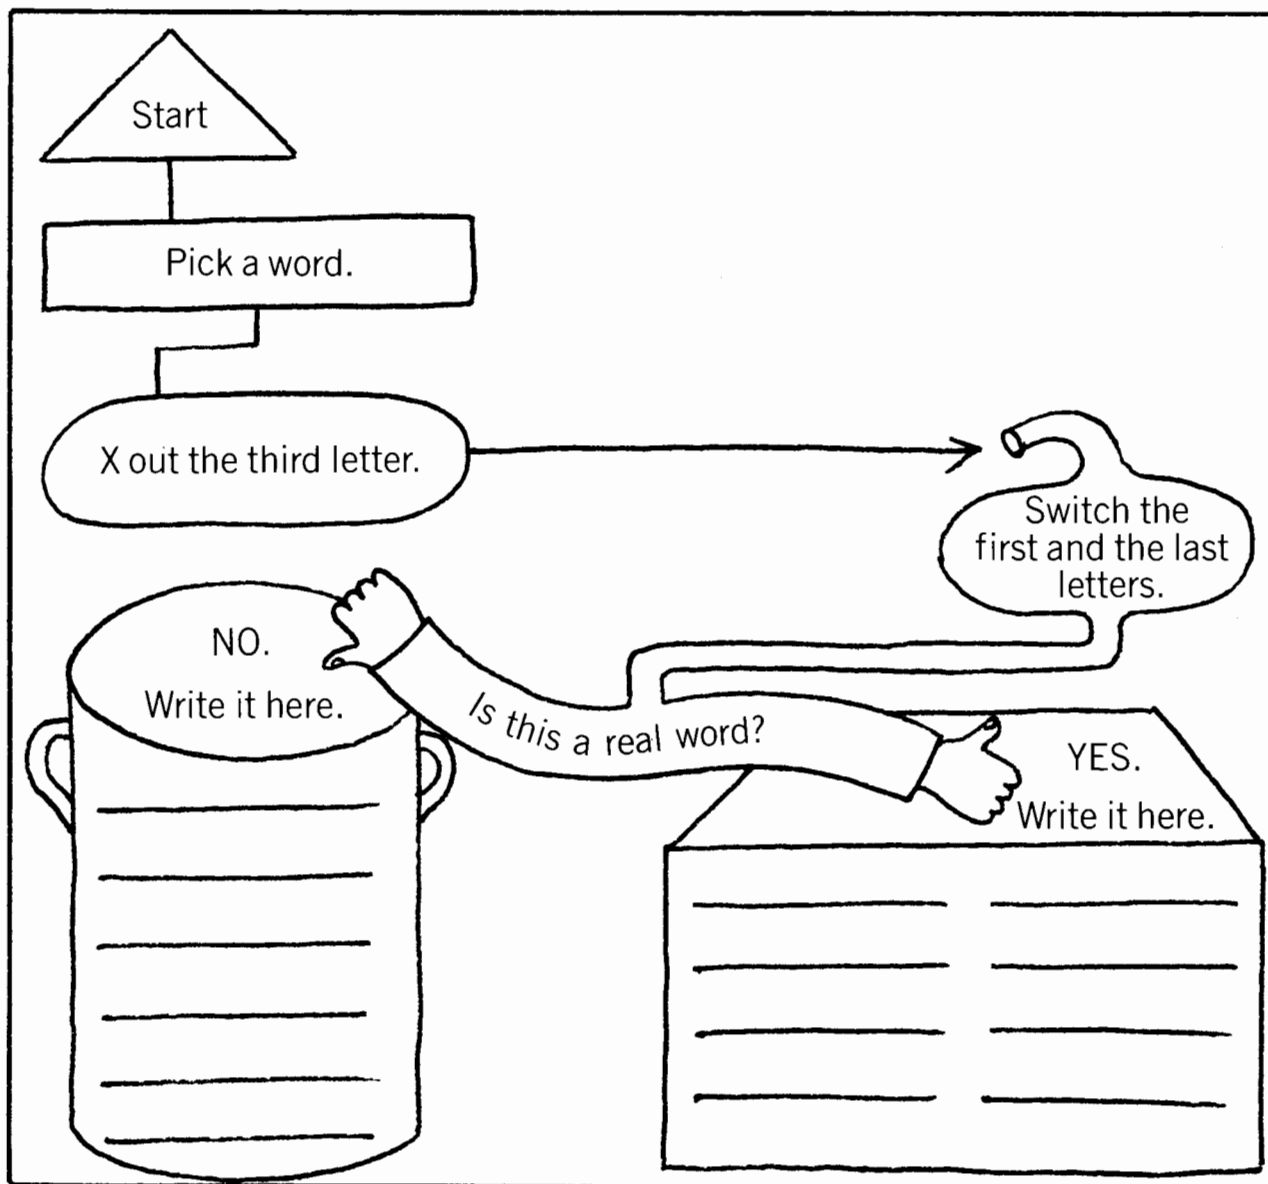 Start
Pick a word.
X out the third letter.
Switch the
first and the last
letters.
NO.
Write it here.
Is this a real word?
YES.
Write it here.